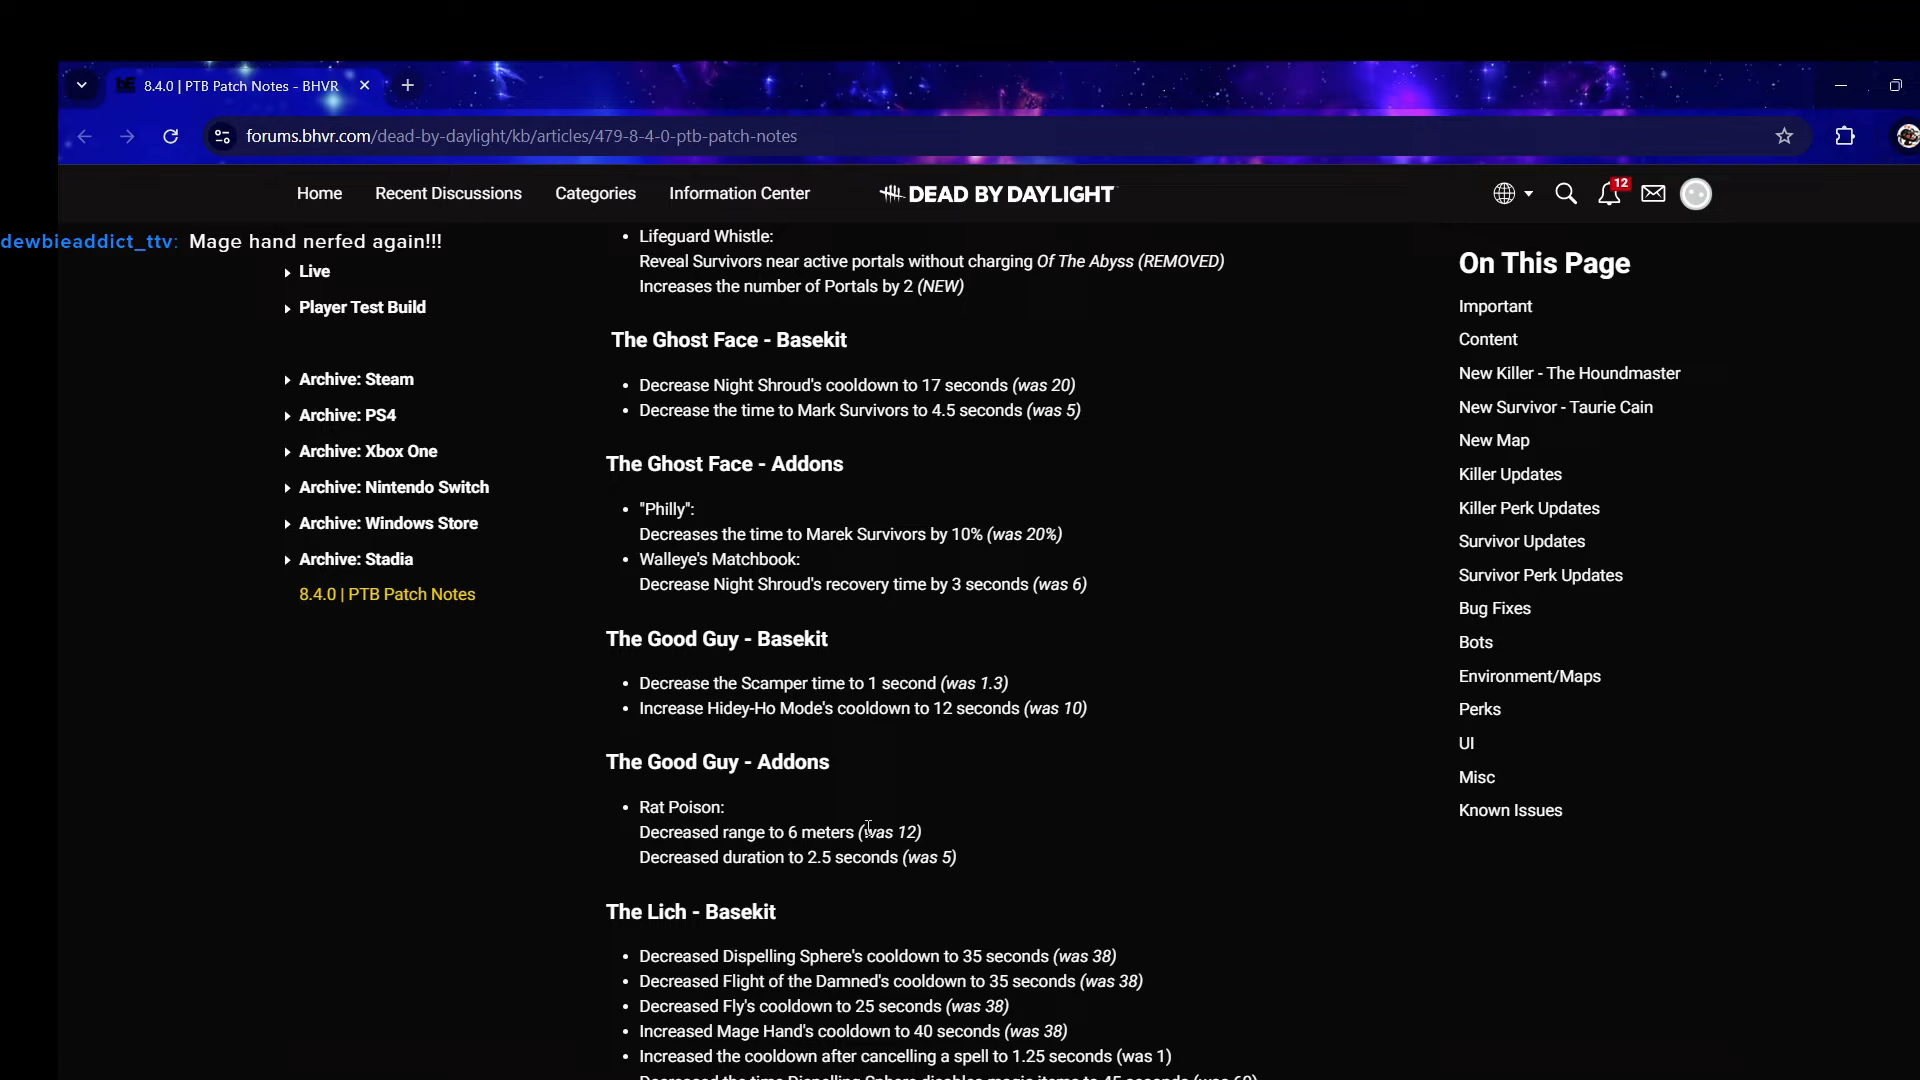 8.4.0 | PTB Patch Notes - BHVR
forums.bhvr.com/dead-by-daylight/kb/articles/479-8-4-0-ptb-patch-notes
Home Recent Discussions Categories Information Center DEAD BY DAYLIGHT 12
dewbieaddict_ttv: Mage hand nerfed again!!!
Live
Player Test Build
Archive: Steam
Archive: PS4
Archive: Xbox One
Archive: Nintendo Switch
Archive: Windows Store
Archive: Stadia
8.4.0 | PTB Patch Notes
• Lifeguard Whistle:
Reveal Survivors near active portals without charging Of The Abyss (REMOVED)
Increases the number of Portals by 2 (NEW)
The Ghost Face - Basekit
• Decrease Night Shroud's cooldown to 17 seconds (was 20)
• Decrease the time to Mark Survivors to 4.5 seconds (was 5)
The Ghost Face - Addons
• "Philly":
Decreases the time to Marek Survivors by 10% (was 20%)
• Walleye's Matchbook:
Decrease Night Shroud's recovery time by 3 seconds (was 6)
The Good Guy - Basekit
• Decrease the Scamper time to 1 second (was 1.3)
• Increase Hidey-Ho Mode's cooldown to 12 seconds (was 10)
The Good Guy - Addons
• Rat Poison:
Decreased range to 6 meters (was 12)
Decreased duration to 2.5 seconds (was 5)
The Lich - Basekit
• Decreased Dispelling Sphere's cooldown to 35 seconds (was 38)
• Decreased Flight of the Damned's cooldown to 35 seconds (was 38)
• Decreased Fly's cooldown to 25 seconds (was 38)
• Increased Mage Hand's cooldown to 40 seconds (was 38)
• Increased the cooldown after cancelling a spell to 1.25 seconds (was 1)
On This Page
Important
Content
New Killer - The Houndmaster
New Survivor - Taurie Cain
New Map
Killer Updates
Killer Perk Updates
Survivor Updates
Survivor Perk Updates
Bug Fixes
Bots
Environment/Maps
Perks
UI
Misc
Known Issues